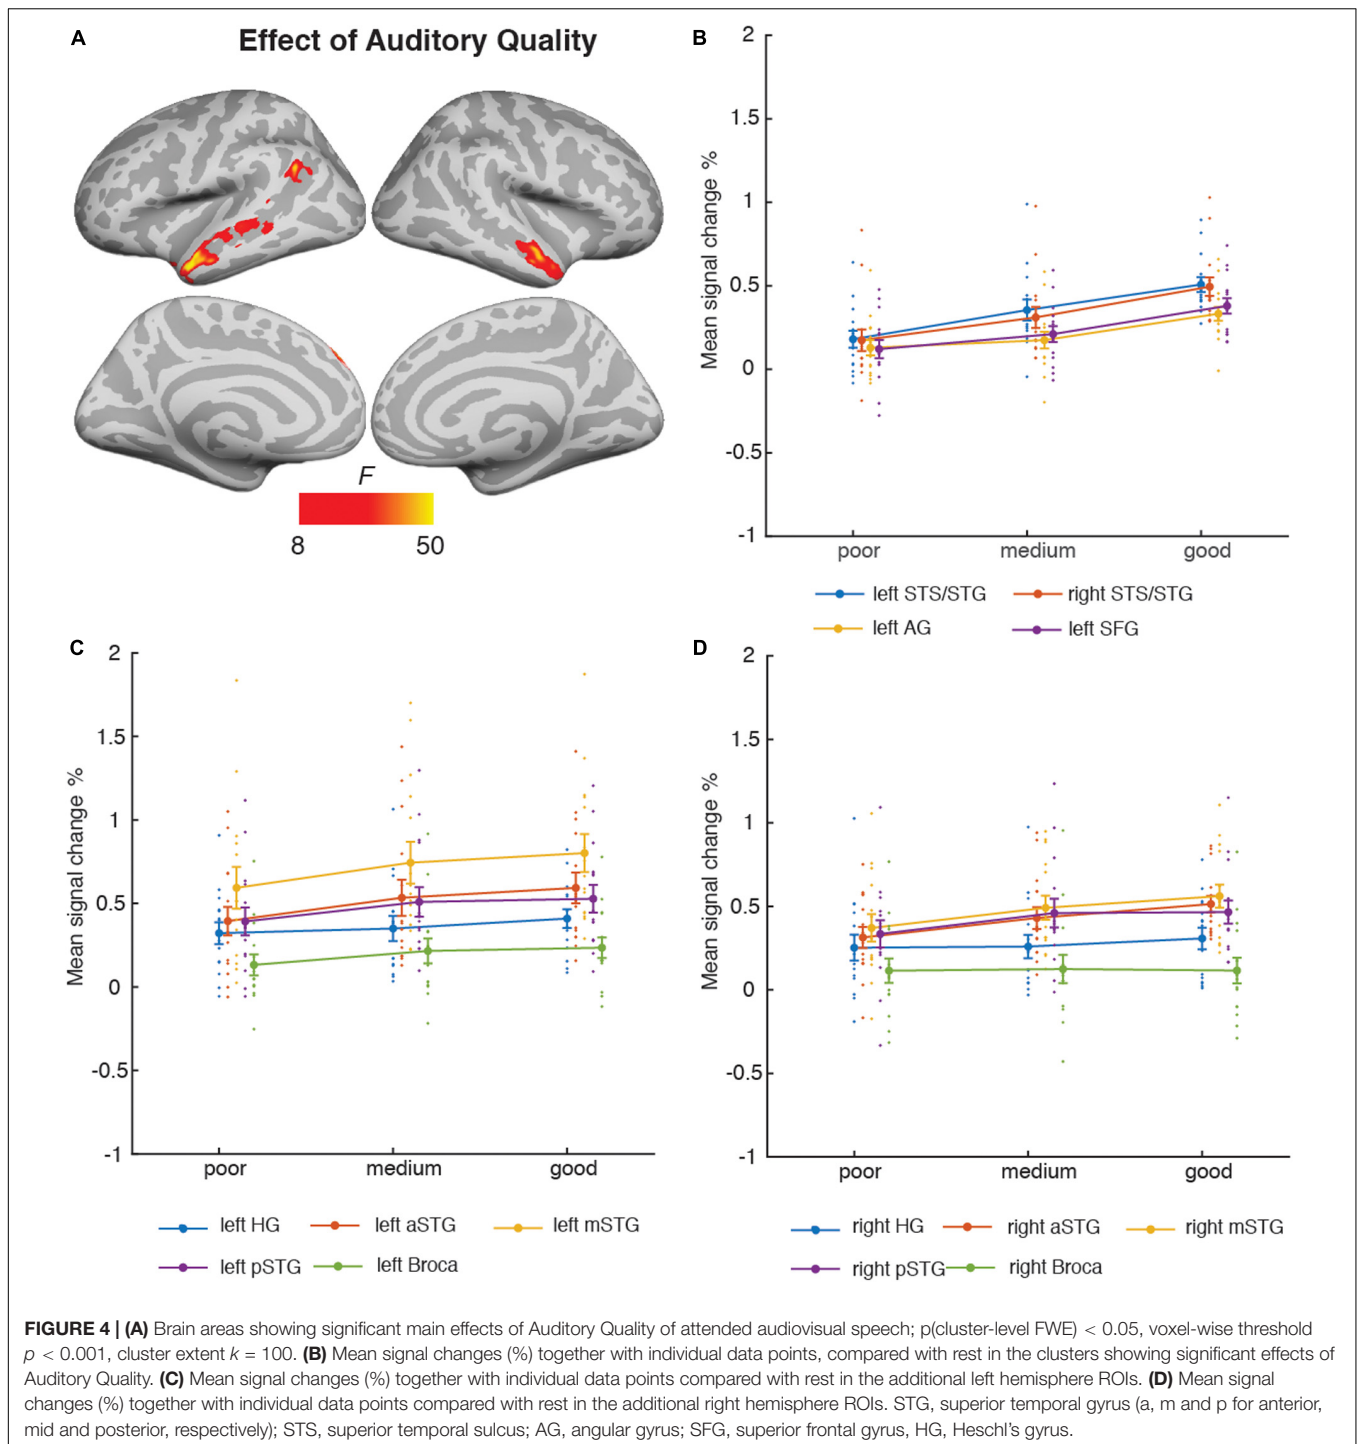 A
Effect of Auditory Quality
F
8
50
B
2
1.5
1
0.5
0
-0.5
-1
Mean signal change %
poor medium good
left STS/STG right STS/STG
left AG left SFG
C
2
1.5
1
0.5
0
-0.5
-1
Mean signal change %
poor medium good
left HG left aSTG left mSTG
left pSTG left Broca
D
2
1.5
1
0.5
0
-0.5
-1
Mean signal change %
poor medium good
right HG right aSTG right mSTG
right pSTG right Broca
FIGURE 4 | (A) Brain areas showing significant main effects of Auditory Quality of attended audiovisual speech; p(cluster-level FWE) < 0.05, voxel-wise threshold
p < 0.001, cluster extent k = 100. (B) Mean signal changes (%) together with individual data points, compared with rest in the clusters showing significant effects of
Auditory Quality. (C) Mean signal changes (%) together with individual data points compared with rest in the additional left hemisphere ROIs. (D) Mean signal
changes (%) together with individual data points compared with rest in the additional right hemisphere ROIs. STG, superior temporal gyrus (a, m and p for anterior,
mid and posterior, respectively); STS, superior temporal sulcus; AG, angular gyrus; SFG, superior frontal gyrus, HG, Heschl's gyrus.